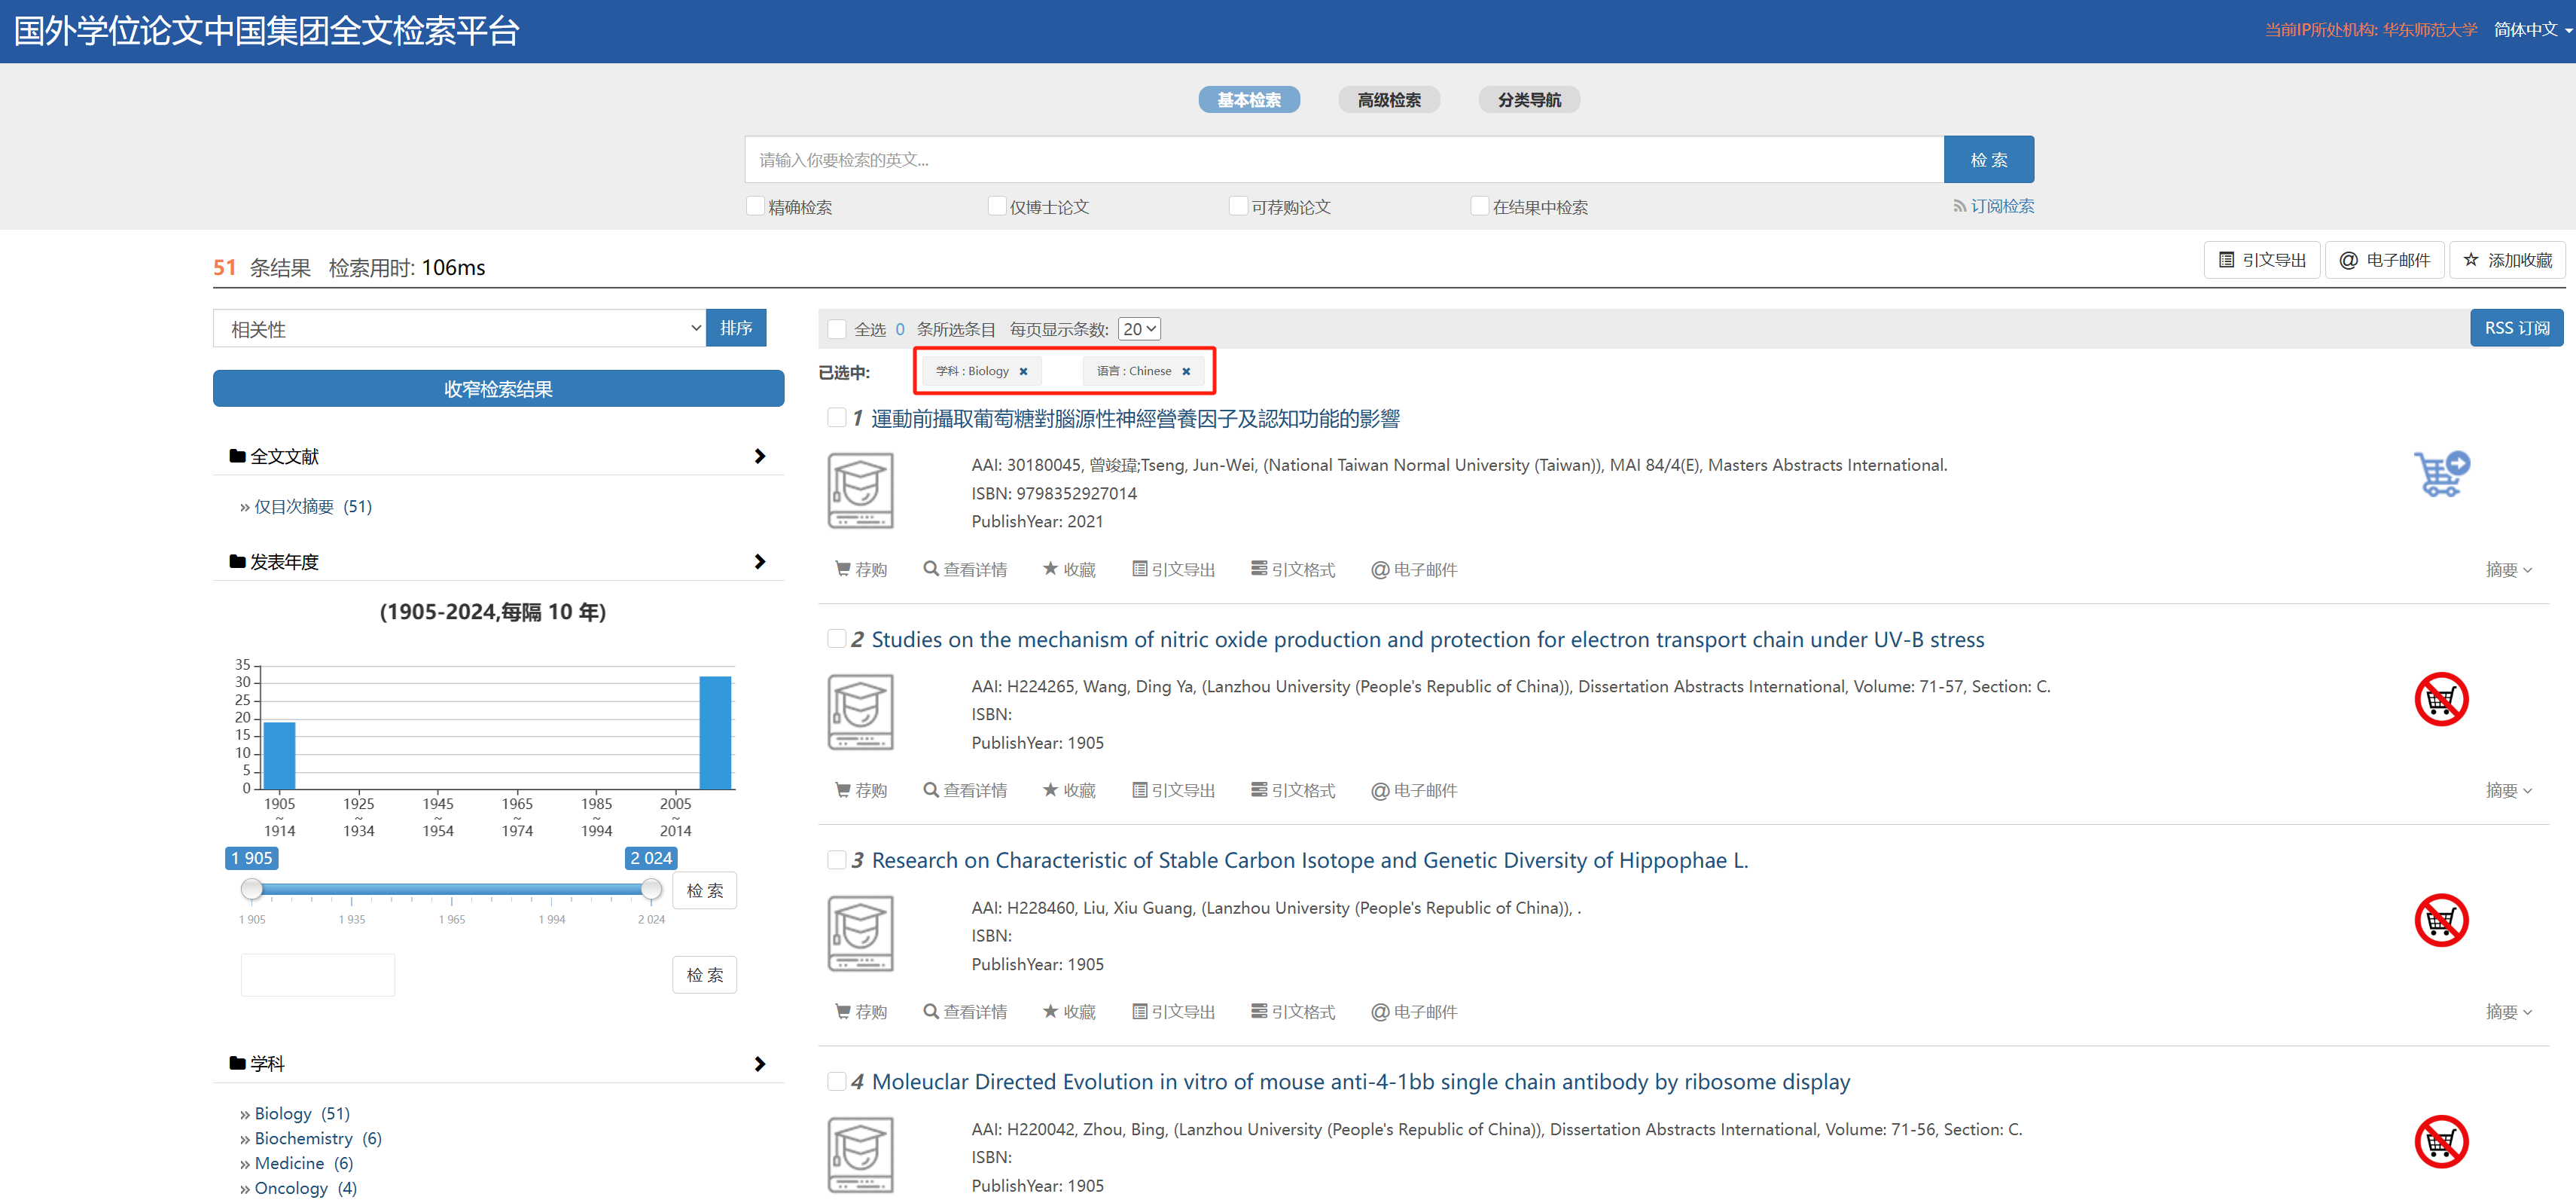 国外学位论文中国集团全文检索平台
当前IP所处机构: 华东师范大学 简体中文
基本检索 高级检索 分类导航
请输入你要检索的英文...
检 索
精确检索 仅博士论文 可荐购论文 在结果中检索 订阅检索
51 条结果 检索用时: 106ms
引文导出 @ 电子邮件 添加收藏
相关性 排序
收窄检索结果
全文文献
» 仅目次摘要 (51)
发表年度
(1905-2024,每隔 10 年)
35
30
25
20
15
10
5
0
1905 ~ 1914
1925 ~ 1934
1945 ~ 1954
1965 ~ 1974
1985 ~ 1994
2005 ~ 2014
1 905 2 024
检 索
1 905 1 935 1 965 1 994 2 024
检 索
学科
» Biology (51)
» Biochemistry (6)
» Medicine (6)
» Oncology (4)
全选 0 条所选条目 每页显示条数: 20
RSS 订阅
已选中: 学科 : Biology × 语言 : Chinese ×
1 運動前攝取葡萄糖對腦源性神經營養因子及認知功能的影響
AAI: 30180045, 曾竣瑋;Tseng, Jun-Wei, (National Taiwan Normal University (Taiwan)), MAI 84/4(E), Masters Abstracts International.
ISBN: 9798352927014
PublishYear: 2021
荐购 查看详情 收藏 引文导出 引文格式 @ 电子邮件 摘要
2 Studies on the mechanism of nitric oxide production and protection for electron transport chain under UV-B stress
AAI: H224265, Wang, Ding Ya, (Lanzhou University (People's Republic of China)), Dissertation Abstracts International, Volume: 71-57, Section: C.
ISBN:
PublishYear: 1905
荐购 查看详情 收藏 引文导出 引文格式 @ 电子邮件 摘要
3 Research on Characteristic of Stable Carbon Isotope and Genetic Diversity of Hippophae L.
AAI: H228460, Liu, Xiu Guang, (Lanzhou University (People's Republic of China)), .
ISBN:
PublishYear: 1905
荐购 查看详情 收藏 引文导出 引文格式 @ 电子邮件 摘要
4 Moleuclar Directed Evolution in vitro of mouse anti-4-1bb single chain antibody by ribosome display
AAI: H220042, Zhou, Bing, (Lanzhou University (People's Republic of China)), Dissertation Abstracts International, Volume: 71-56, Section: C.
ISBN:
PublishYear: 1905